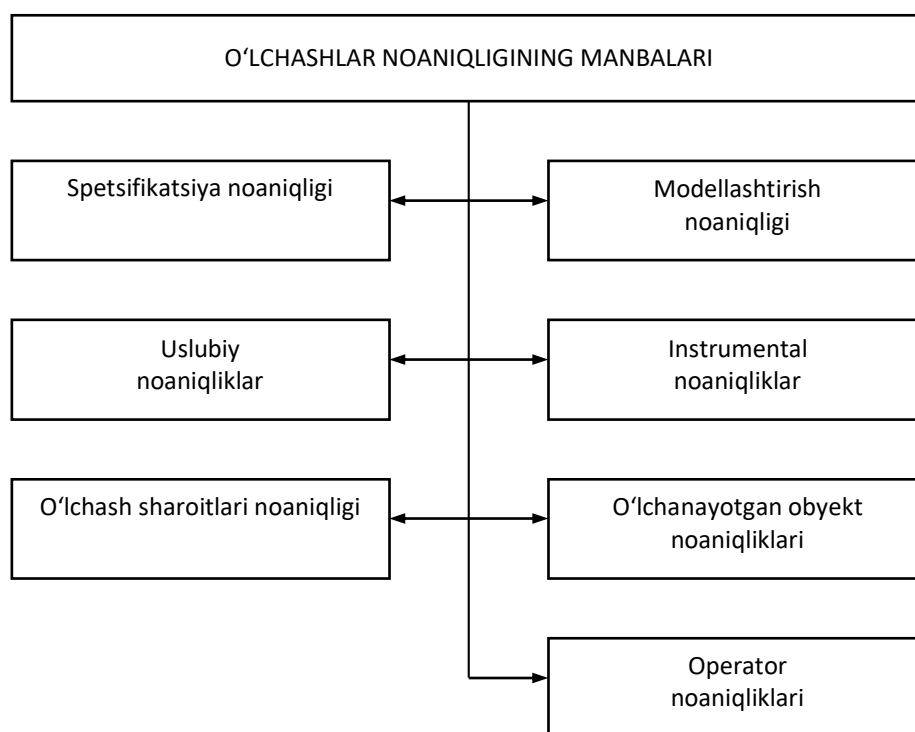 O‘LCHASHLAR NOANIQLIGINING MANBALARI
Spetsifikatsiya noaniqligi
Modellashtirish
noaniqligi
Uslubiy
noaniqliklar
Instrumental
noaniqliklar
O‘lchash sharoitlari noaniqligi
O‘lchanayotgan obyekt
noaniqliklari
Operator
noaniqliklari